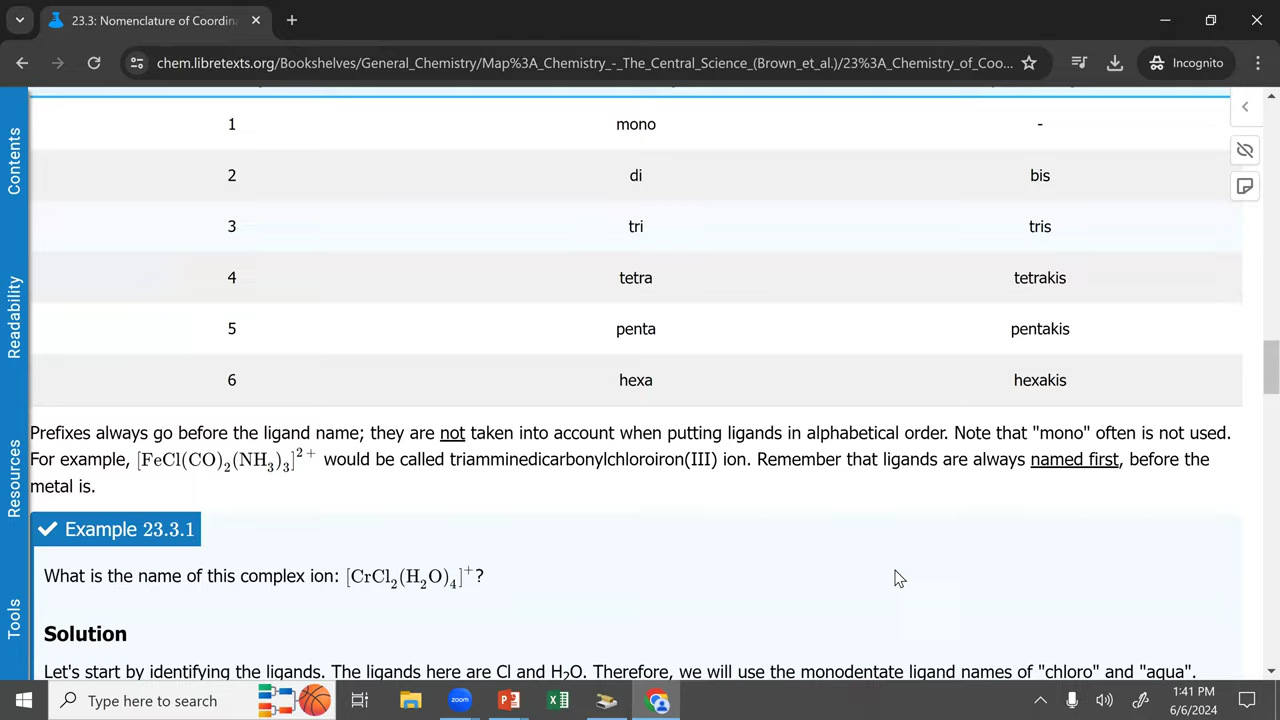 23.3: Nomenclature of Coordina
chem.libretexts.org/Bookshelves/General_Chemistry/Map%3A_Chemistry_-_The_Central_Science_(Brown_et_al.)/23%3A_Chemistry_of_Coo...
Incognito
Contents
Readability
Resources
Tools
1 mono -
2 di bis
3 tri tris
4 tetra tetrakis
5 penta pentakis
6 hexa hexakis
Prefixes always go before the ligand name; they are not taken into account when putting ligands in alphabetical order. Note that "mono" often is not used.
For example, [FeCl(CO)₂(NH₃)₃]²⁺ would be called triamminedicarbonylchloroiron(III) ion. Remember that ligands are always named first, before the
metal is.
Example 23.3.1
What is the name of this complex ion: [CrCl₂(H₂O)₄]⁺?
Solution
Let's start by identifying the ligands. The ligands here are Cl and H₂O. Therefore, we will use the monodentate ligand names of "chloro" and "aqua".
Type here to search
zoom
1:41 PM
6/6/2024